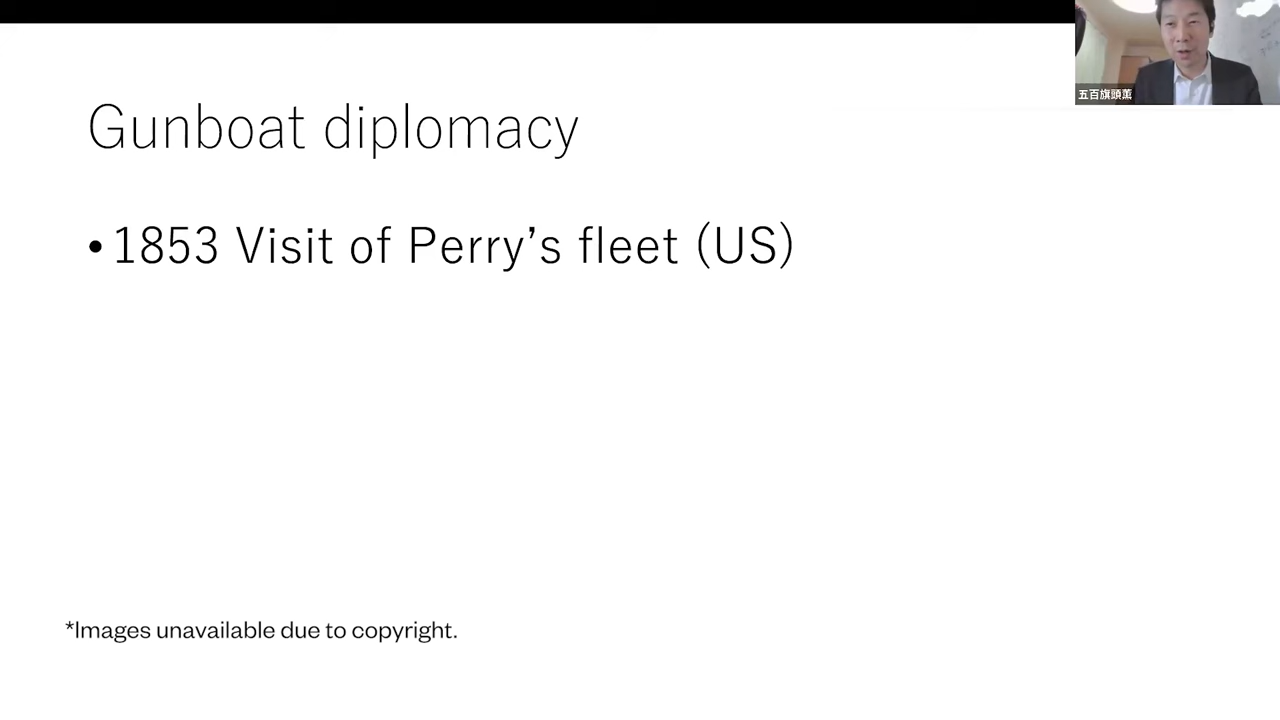 五百旗頭薫
Gunboat diplomacy
•1853 Visit of Perry’s fleet (US)
*Images unavailable due to copyright.